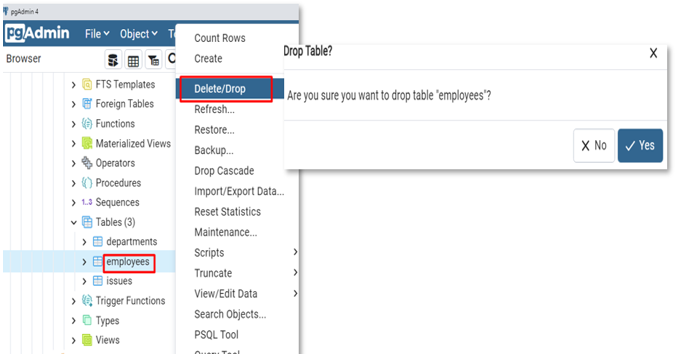 pgAdmin 4
pgAdmin
File
Object
Browser
FTS Templates
Foreign Tables
Functions
Materialized Views
Operators
Procedures
Sequences
Tables (3)
departments
employees
issues
Trigger Functions
Types
Views
Count Rows
Create
Delete/Drop
Refresh...
Restore...
Backup...
Drop Cascade
Import/Export Data...
Reset Statistics
Maintenance...
Scripts
Truncate
View/Edit Data
Search Objects...
PSQL Tool
Query Tool
Drop Table?
Are you sure you want to drop table "employees"?
No
Yes